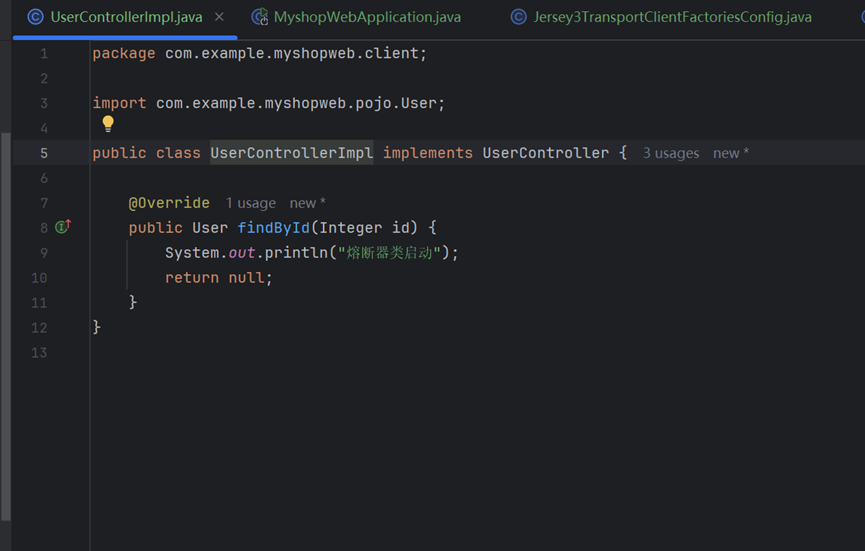 UserControllerImpl.java × MyshopWebApplication.java Jersey3TransportClientFactoriesConfig.java
1 package com.example.myshopweb.client;
2
3 import com.example.myshopweb.pojo.User;
4
5 public class UserControllerImpl implements UserController { 3 usages new *
6
7 @Override 1 usage new *
8 public User findById(Integer id) {
9 System.out.println("熔断器类启动");
10 return null;
11 }
12 }
13